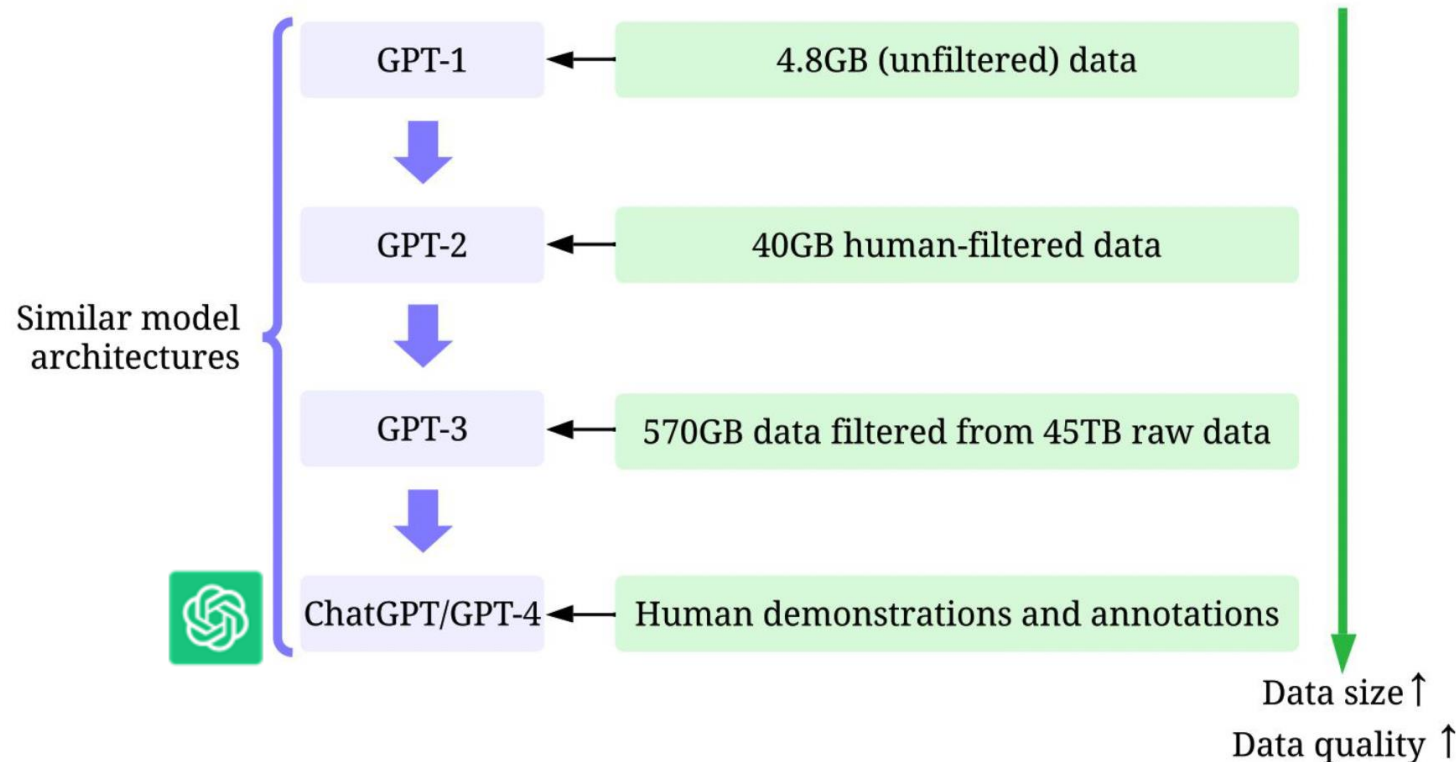 GPT-1
4.8GB (unfiltered) data
GPT-2
40GB human-filtered data
Similar model
architectures
GPT-3
570GB data filtered from 45TB raw data
ChatGPT/GPT-4
Human demonstrations and annotations
Data size ↑
Data quality ↑